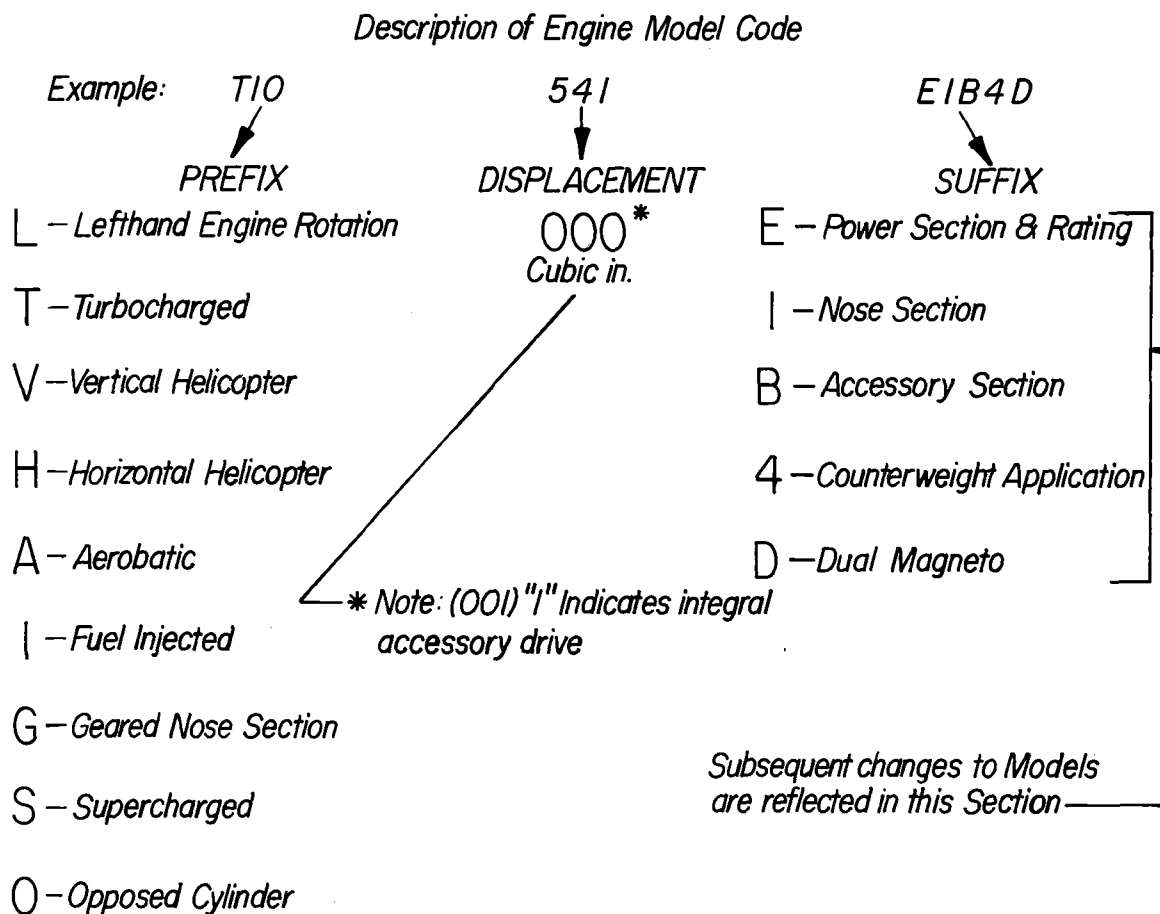 Description of Engine Model Code
Example: TIO 541 E1B4D
PREFIX DISPLACEMENT SUFFIX
L – Lefthand Engine Rotation
T – Turbocharged
V – Vertical Helicopter
H – Horizontal Helicopter
A – Aerobatic
I – Fuel Injected
G – Geared Nose Section
S – Supercharged
O – Opposed Cylinder
000*
Cubic in.
* Note: (001) "1" Indicates integral
accessory drive
E – Power Section & Rating
1 – Nose Section
B – Accessory Section
4 – Counterweight Application
D – Dual Magneto
Subsequent changes to Models
are reflected in this Section